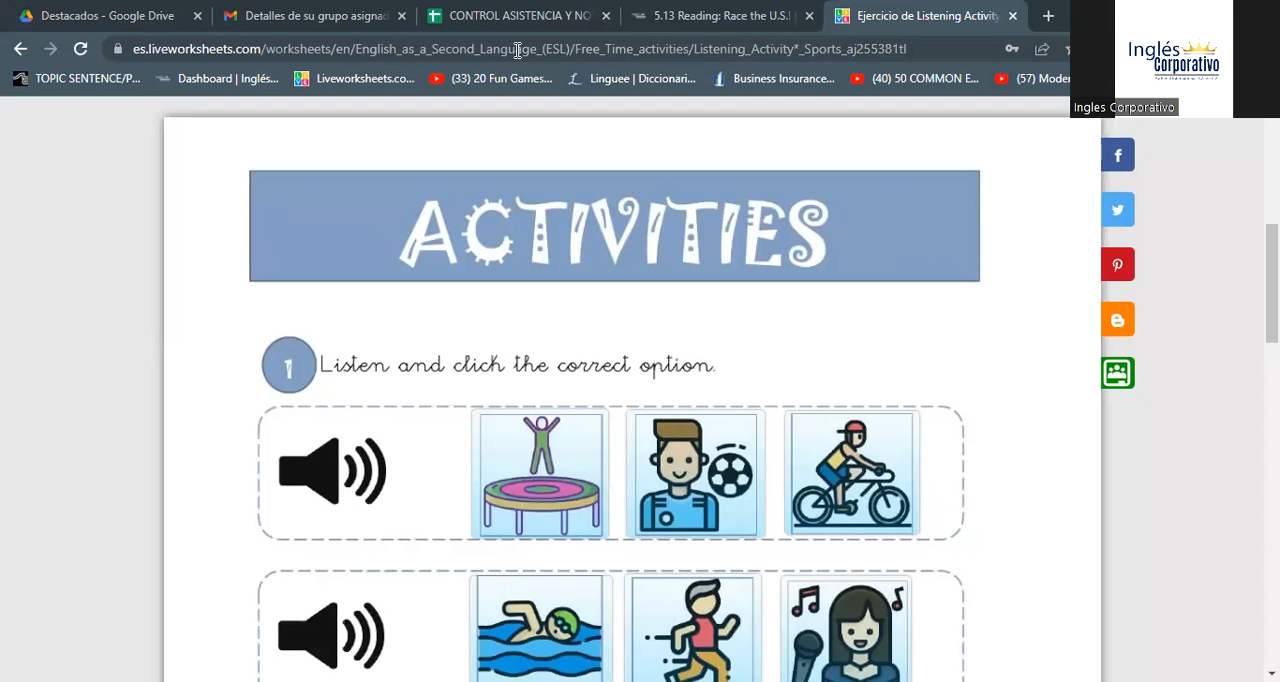 Destacados - Google Drive
Detalles de su grupo asignac
CONTROL ASISTENCIA Y NO
5.13 Reading: Race the U.S.!
Ejercicio de Listening Activity
es.liveworksheets.com/worksheets/en/English_as_a_Second_Language_(ESL)/Free_Time_activities/Listening_Activity*_Sports_aj255381tl
TOPIC SENTENCE/P...
Dashboard | Inglés...
Liveworksheets.co...
(33) 20 Fun Games...
Linguee | Diccionari...
Business Insurance...
(40) 50 COMMON E...
(57) Moder
Inglés
Corporativo
Ingles Corporativo
ACTIVITIES
1 Listen and click the correct option.